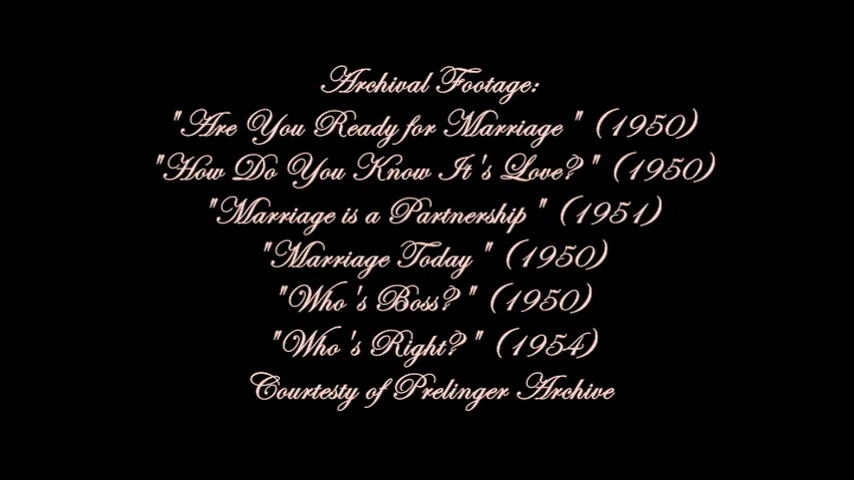 Archival Footage:
"Are You Ready for Marriage " (1950)
"How Do You Know It's Love? " (1950)
"Marriage is a Partnership " (1951)
"Marriage Today " (1950)
"Who's Boss? " (1950)
"Who's Right? " (1954)
Courtesty of Prelinger Archive